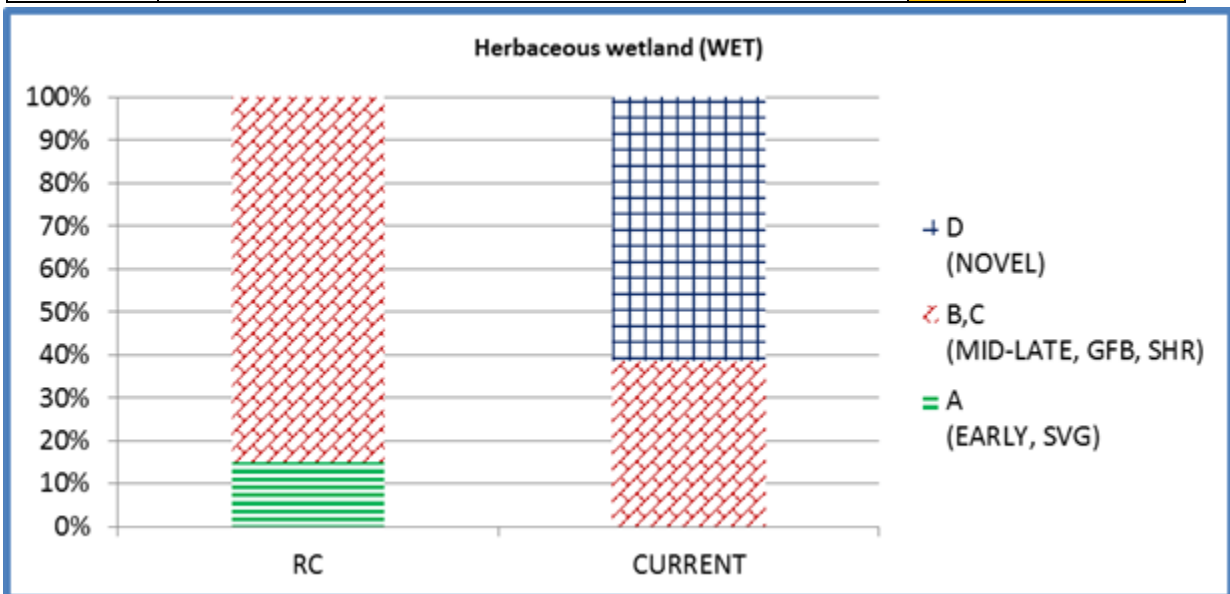 Herbaceous wetland (WET)
100%
90%
80%
70%
60%
50%
40%
30%
20%
10%
0%
RC
CURRENT
D
(NOVEL)
B,C
(MID-LATE, GFB, SHR)
A
(EARLY, SVG)